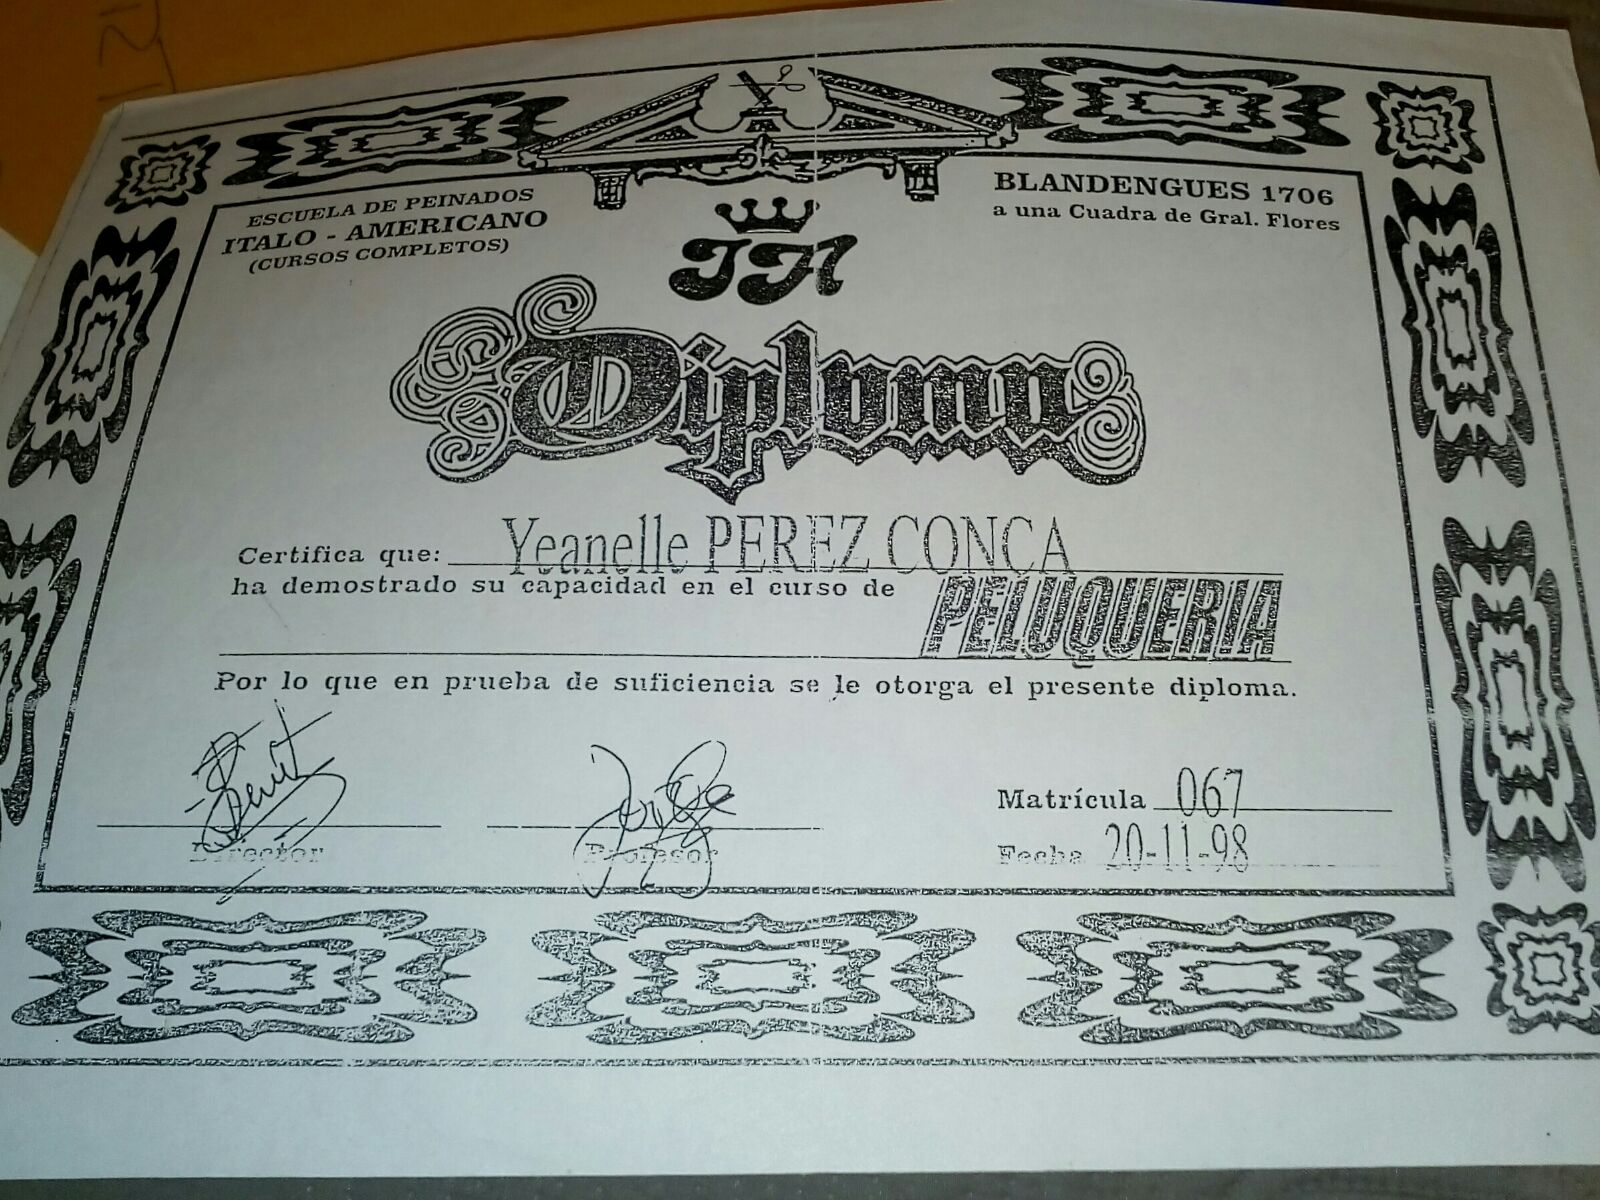 ESCUELA DE PEINADOS
ITALO - AMERICANO
(CURSOS COMPLETOS)
BLANDENGUES 1706
a una Cuadra de Gral. Flores
IA
Diploma
Certifica que: Yeanelle PEREZ CONCA
ha demostrado su capacidad en el curso de
PELUQUERIA
Por lo que en prueba de suficiencia se le otorga el presente diploma.
Director
Profesor
Matrícula 067
Fecha 20-11-98